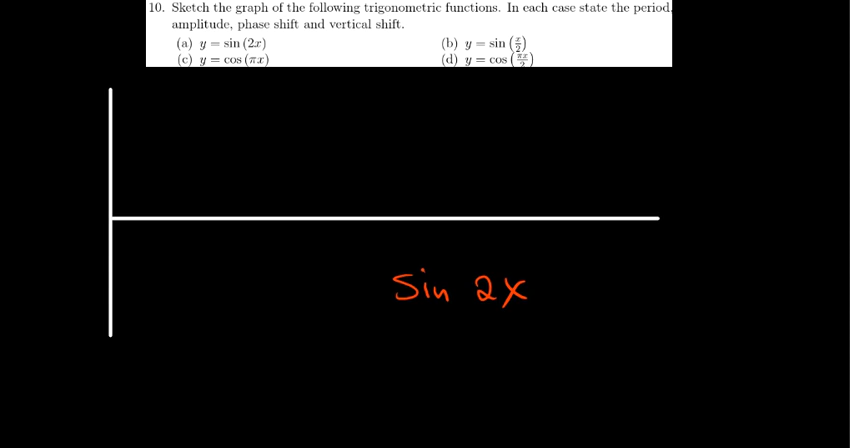 10. Sketch the graph of the following trigonometric functions. In each case state the period,
amplitude, phase shift and vertical shift.
(a) y = sin (2x) (b) y = sin (x/2)
(c) y = cos (πx) (d) y = cos (πx/2)
Sin 2x